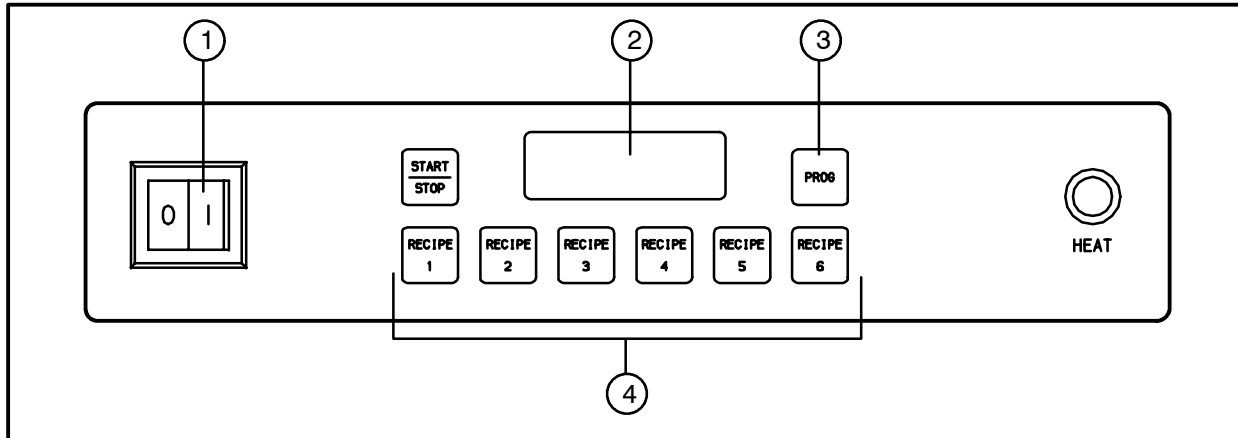 1
2
3
START
STOP
PROG
0 I
RECIPE
1
RECIPE
2
RECIPE
3
RECIPE
4
RECIPE
5
RECIPE
6
HEAT
4